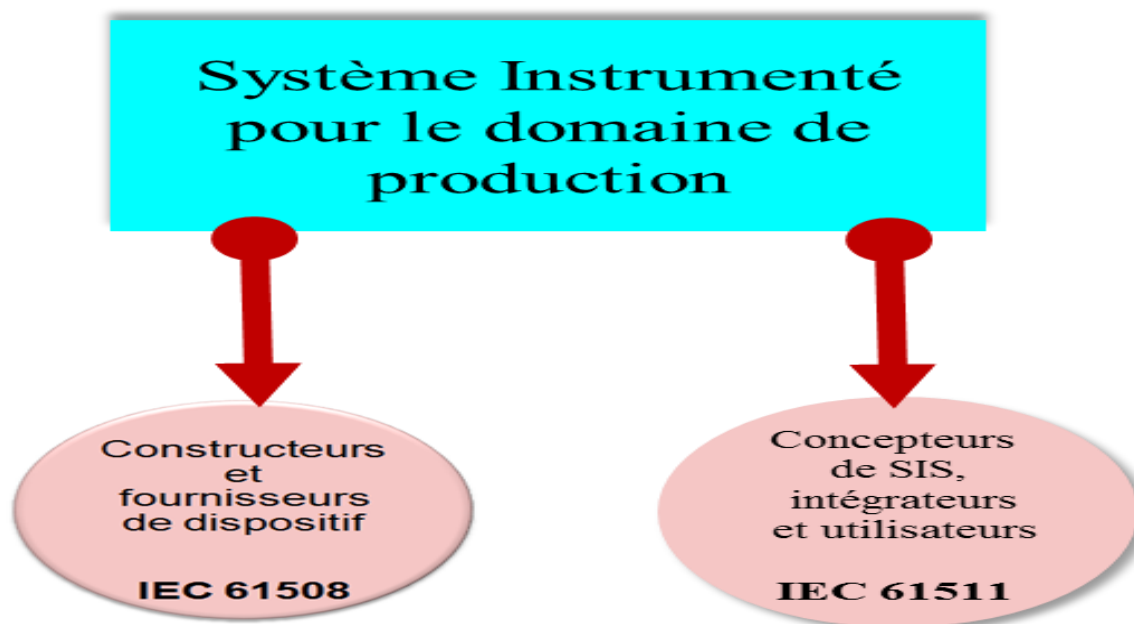 Système Instrumenté
pour le domaine de
production
Constructeurs
et
fournisseurs
de dispositif
IEC 61508
Concepteurs
de SIS,
intégrateurs
et utilisateurs
IEC 61511